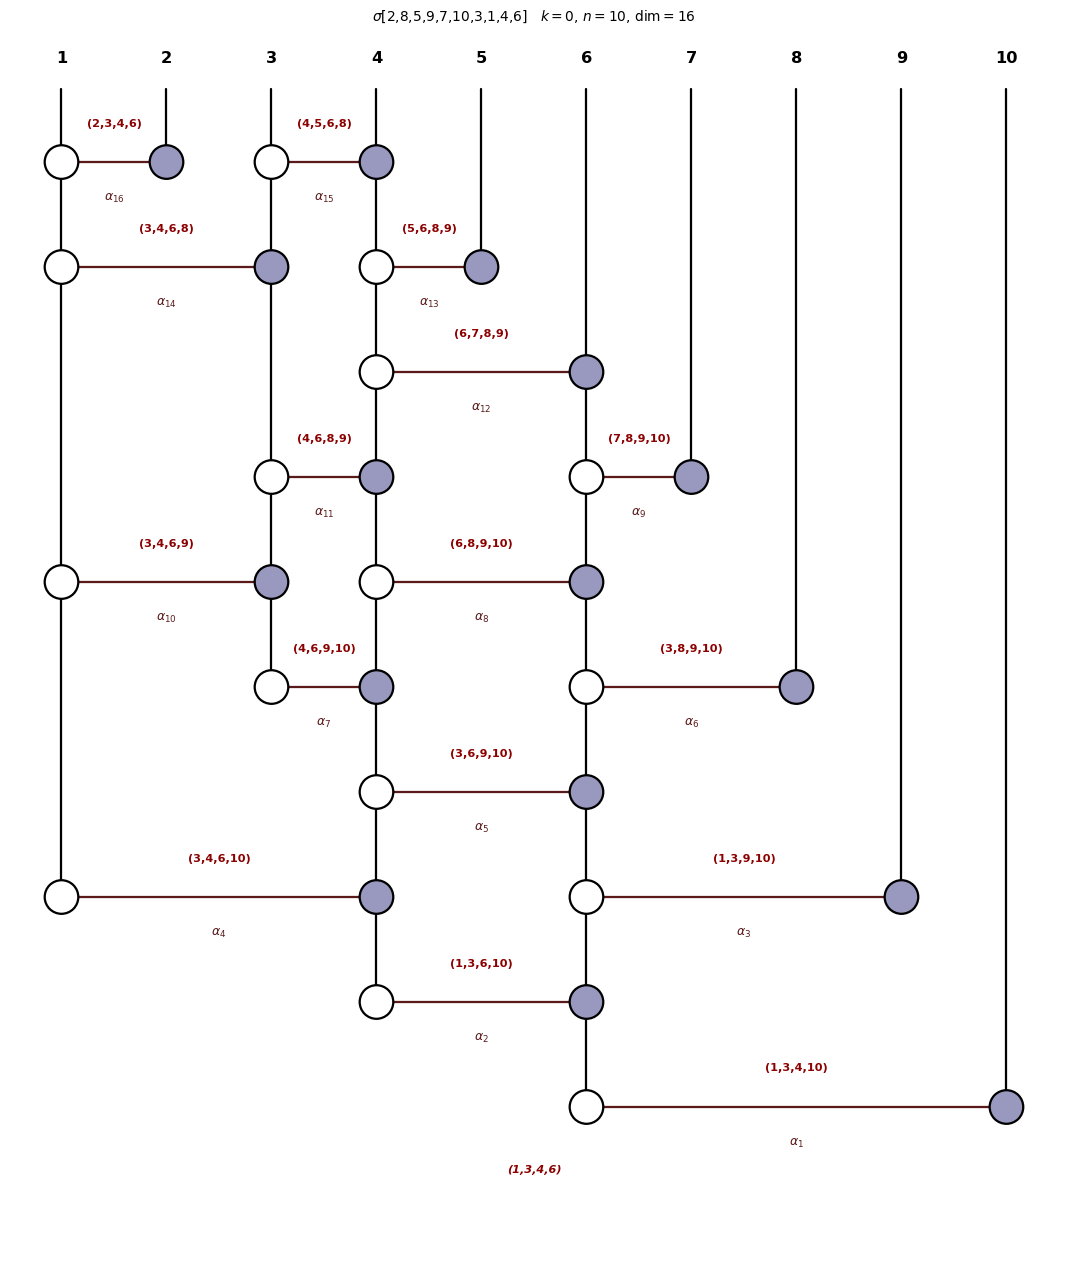 σ[2,8,5,9,7,10,3,1,4,6] k=0, n=10, dim=16
1 2 3 4 5 6 7 8 9 10
(2,3,4,6) (4,5,6,8)
α₁₆ α₁₅
(3,4,6,8) (5,6,8,9)
α₁₄ α₁₃
(6,7,8,9)
α₁₂
(4,6,8,9) (7,8,9,10)
α₁₁ α₉
(3,4,6,9) (6,8,9,10)
α₁₀ α₈
(4,6,9,10) (3,8,9,10)
α₇ α₆
(3,6,9,10)
α₅
(3,4,6,10) (1,3,9,10)
α₄ α₃
(1,3,6,10)
α₂
(1,3,4,10)
α₁
(1,3,4,6)